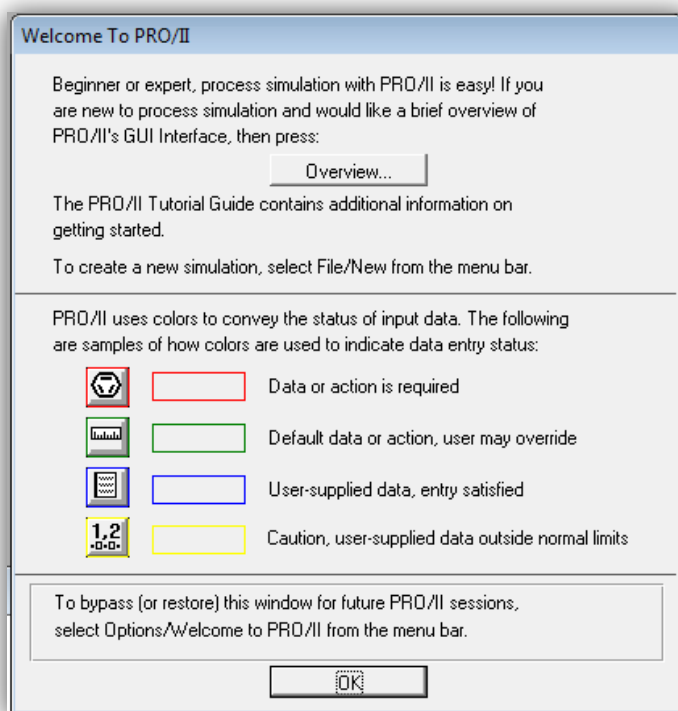 Welcome To PRO/II
Beginner or expert, process simulation with PRO/II is easy! If you
are new to process simulation and would like a brief overview of
PRO/II's GUI Interface, then press:
Overview...
The PRO/II Tutorial Guide contains additional information on
getting started.
To create a new simulation, select File/New from the menu bar.
PRO/II uses colors to convey the status of input data. The following
are samples of how colors are used to indicate data entry status:
Data or action is required
Default data or action, user may override
User-supplied data, entry satisfied
1,2
Caution, user-supplied data outside normal limits
To bypass (or restore) this window for future PRO/II sessions,
select Options/Welcome to PRO/II from the menu bar.
OK